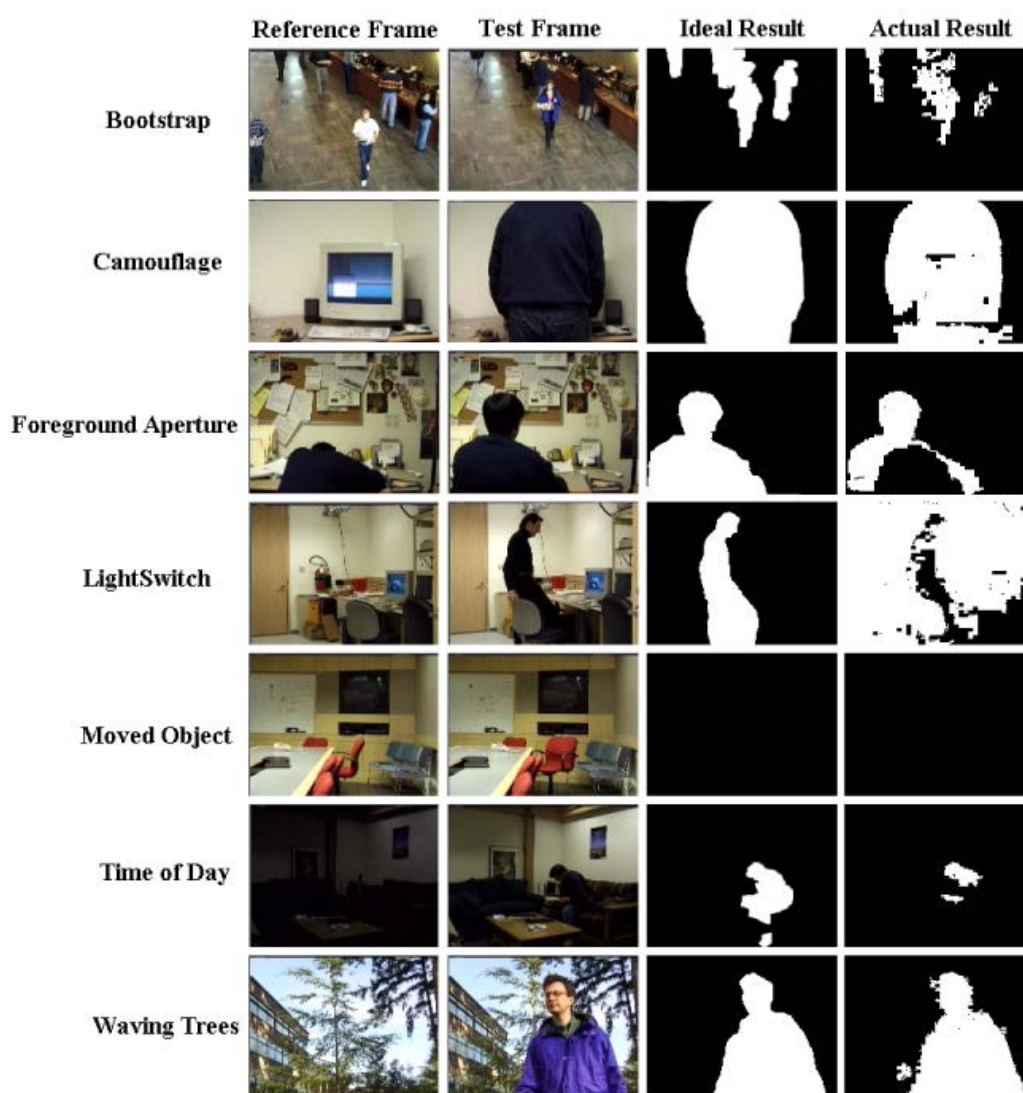 Reference Frame Test Frame Ideal Result Actual Result
Bootstrap
Camouflage
Foreground Aperture
LightSwitch
Moved Object
Time of Day
Waving Trees